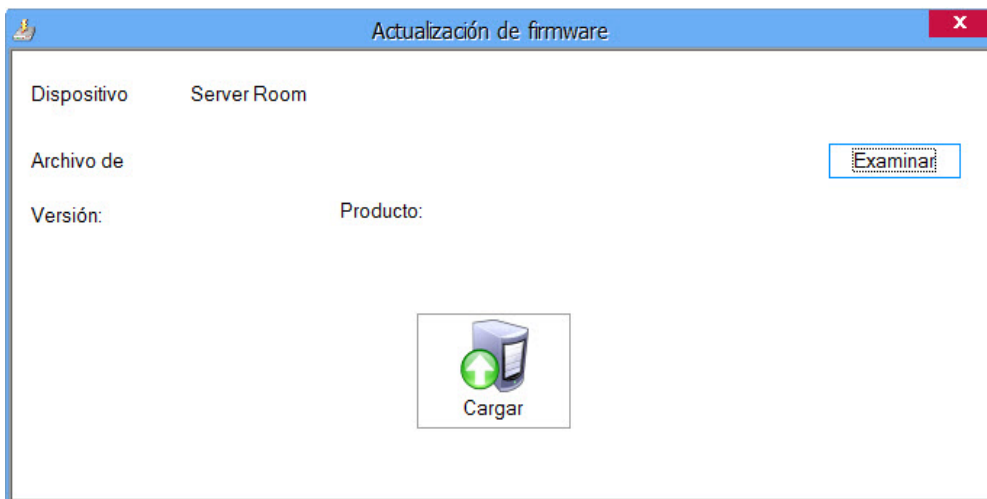 Actualización de firmware
x
Dispositivo Server Room
Archivo de Examinar
Versión: Producto:
Cargar